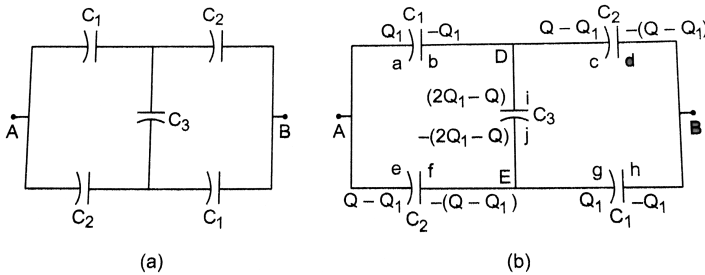 C₁
C₂
A
C₃
B
C₂
C₁
(a)
C₁
Q₁ –Q₁
a b
D
C₂
Q – Q₁ –(Q – Q₁)
c d
(2Q₁ – Q) i
A
C₃
B
–(2Q₁ – Q) j
e f
E
g h
Q – Q₁ –(Q – Q₁)
C₂
Q₁ –Q₁
C₁
(b)